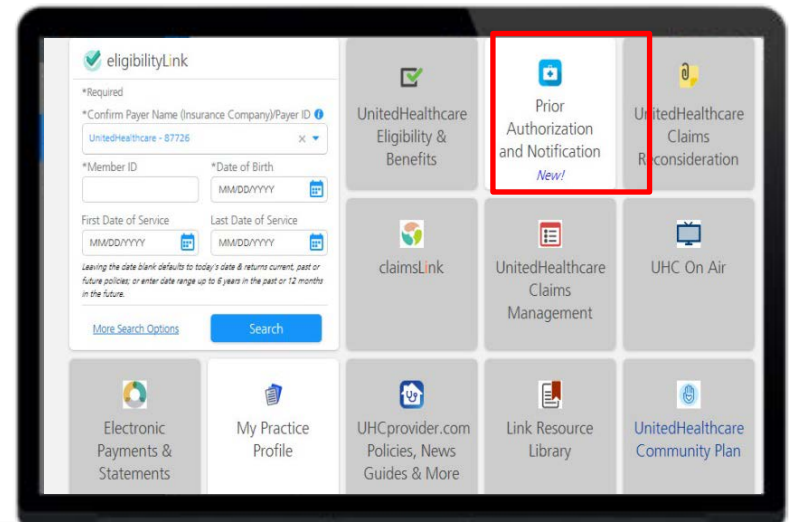 eligibilityLink
*Required
*Confirm Payer Name (Insurance Company)/Payer ID
UnitedHealthcare - 87726
*Member ID
*Date of Birth
MM/DD/YYYY
First Date of Service
Last Date of Service
MM/DD/YYYY
MM/DD/YYYY
Leaving the date blank defaults to today's date & returns current, past or
future policies; or enter date range up to 6 years in the past or 12 months
in the future.
More Search Options
Search
UnitedHealthcare
Eligibility &
Benefits
Prior
Authorization
and Notification
New!
UnitedHealthcare
Claims
Reconsideration
claimsLink
UnitedHealthcare
Claims
Management
UHC On Air
Electronic
Payments &
Statements
My Practice
Profile
UHCprovider.com
Policies, News
Guides & More
Link Resource
Library
UnitedHealthcare
Community Plan